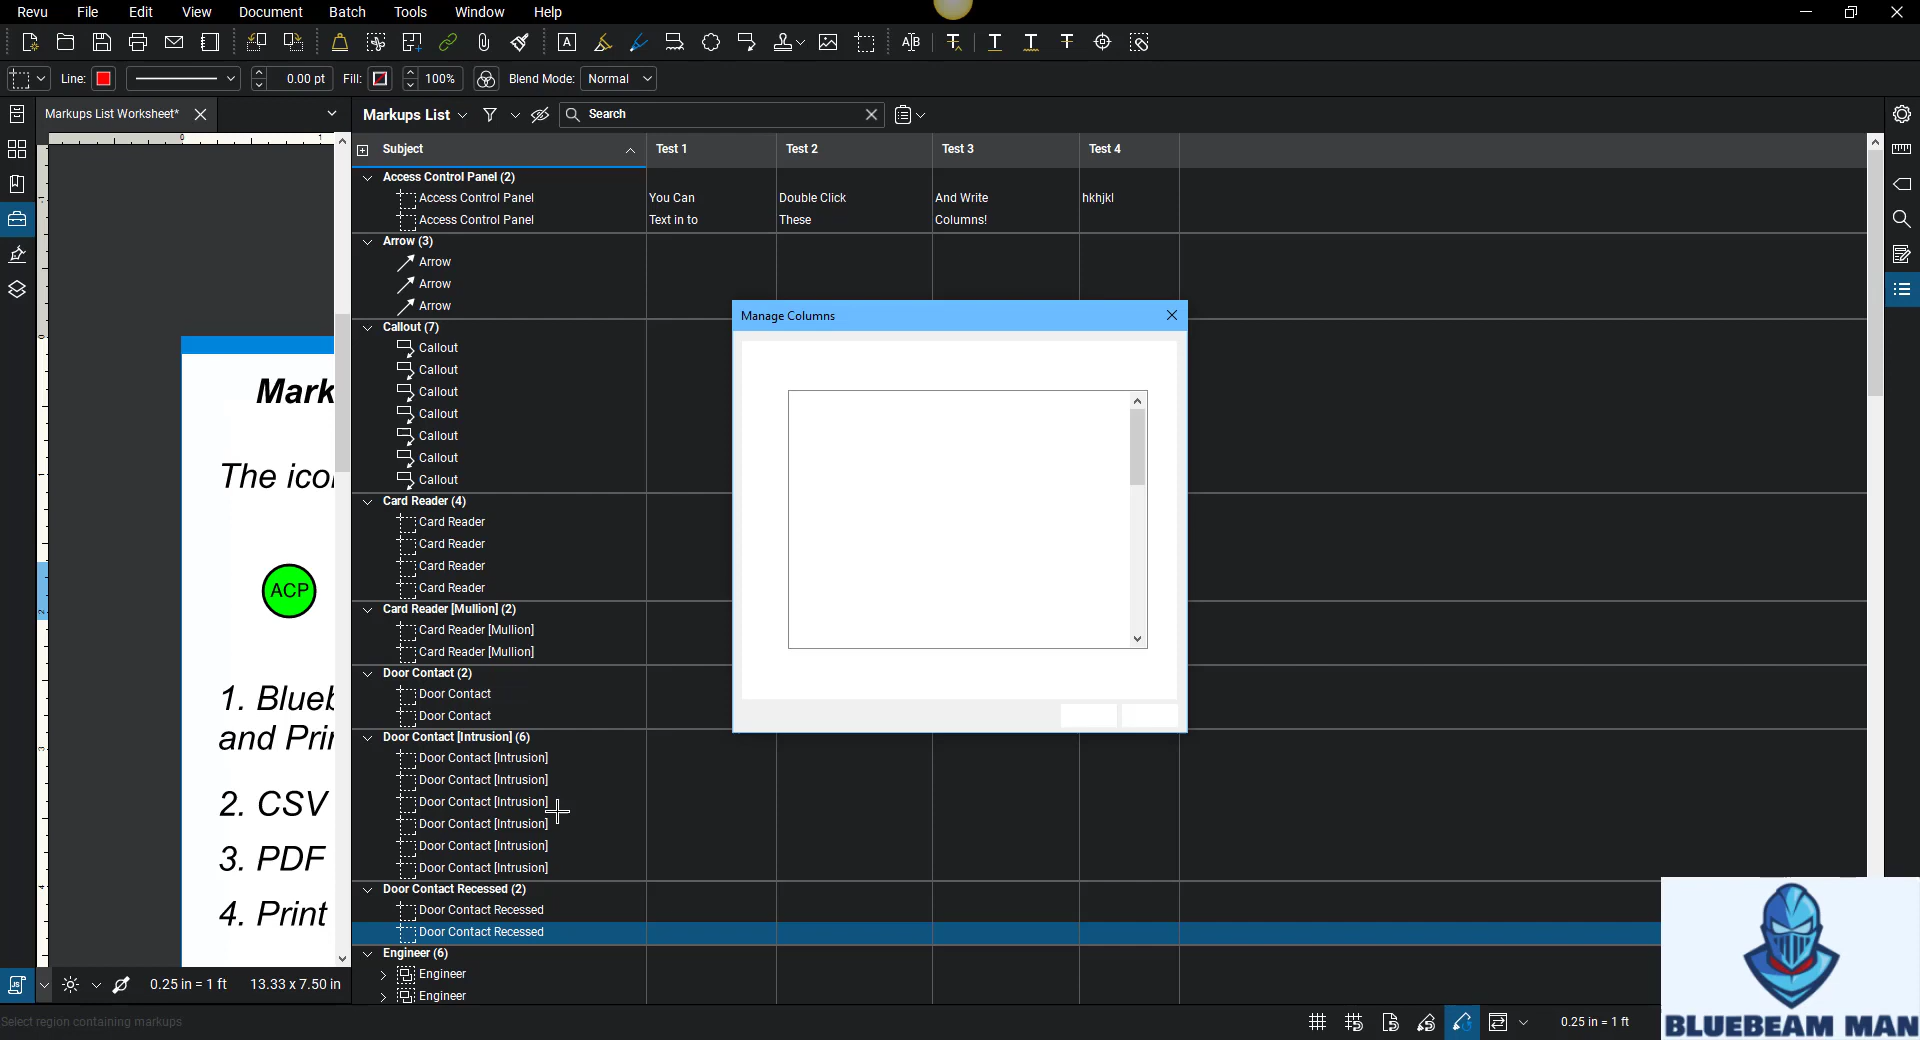 Revu File Edit View Document Batch Tools Window Help
Line: 0.00 pt Fill: 100% Blend Mode: Normal
Markups List Worksheet*
Markups List Search
Subject Test 1 Test 2 Test 3 Test 4
Access Control Panel (2)
Access Control Panel You Can Double Click And Write hkhjkl
Access Control Panel Text in to These Columns!
Arrow (3)
Arrow
Arrow
Arrow
Callout (7)
Callout
Callout
Callout
Callout
Callout
Callout
Callout
Card Reader (4)
Card Reader
Card Reader
Card Reader
Card Reader
Card Reader [Mullion] (2)
Card Reader [Mullion]
Card Reader [Mullion]
Door Contact (2)
Door Contact
Door Contact
Door Contact [Intrusion] (6)
Door Contact [Intrusion]
Door Contact [Intrusion]
Door Contact [Intrusion]
Door Contact [Intrusion]
Door Contact [Intrusion]
Door Contact [Intrusion]
Door Contact Recessed (2)
Door Contact Recessed
Door Contact Recessed
Engineer (6)
Engineer
Engineer
Manage Columns
Mark
The ico
ACP
1. Blueb
and Prin
2. CSV
3. PDF
4. Print
0.25 in = 1 ft 13.33 x 7.50 in
Select region containing markups
0.25 in = 1 ft
BLUEBEAM MAN